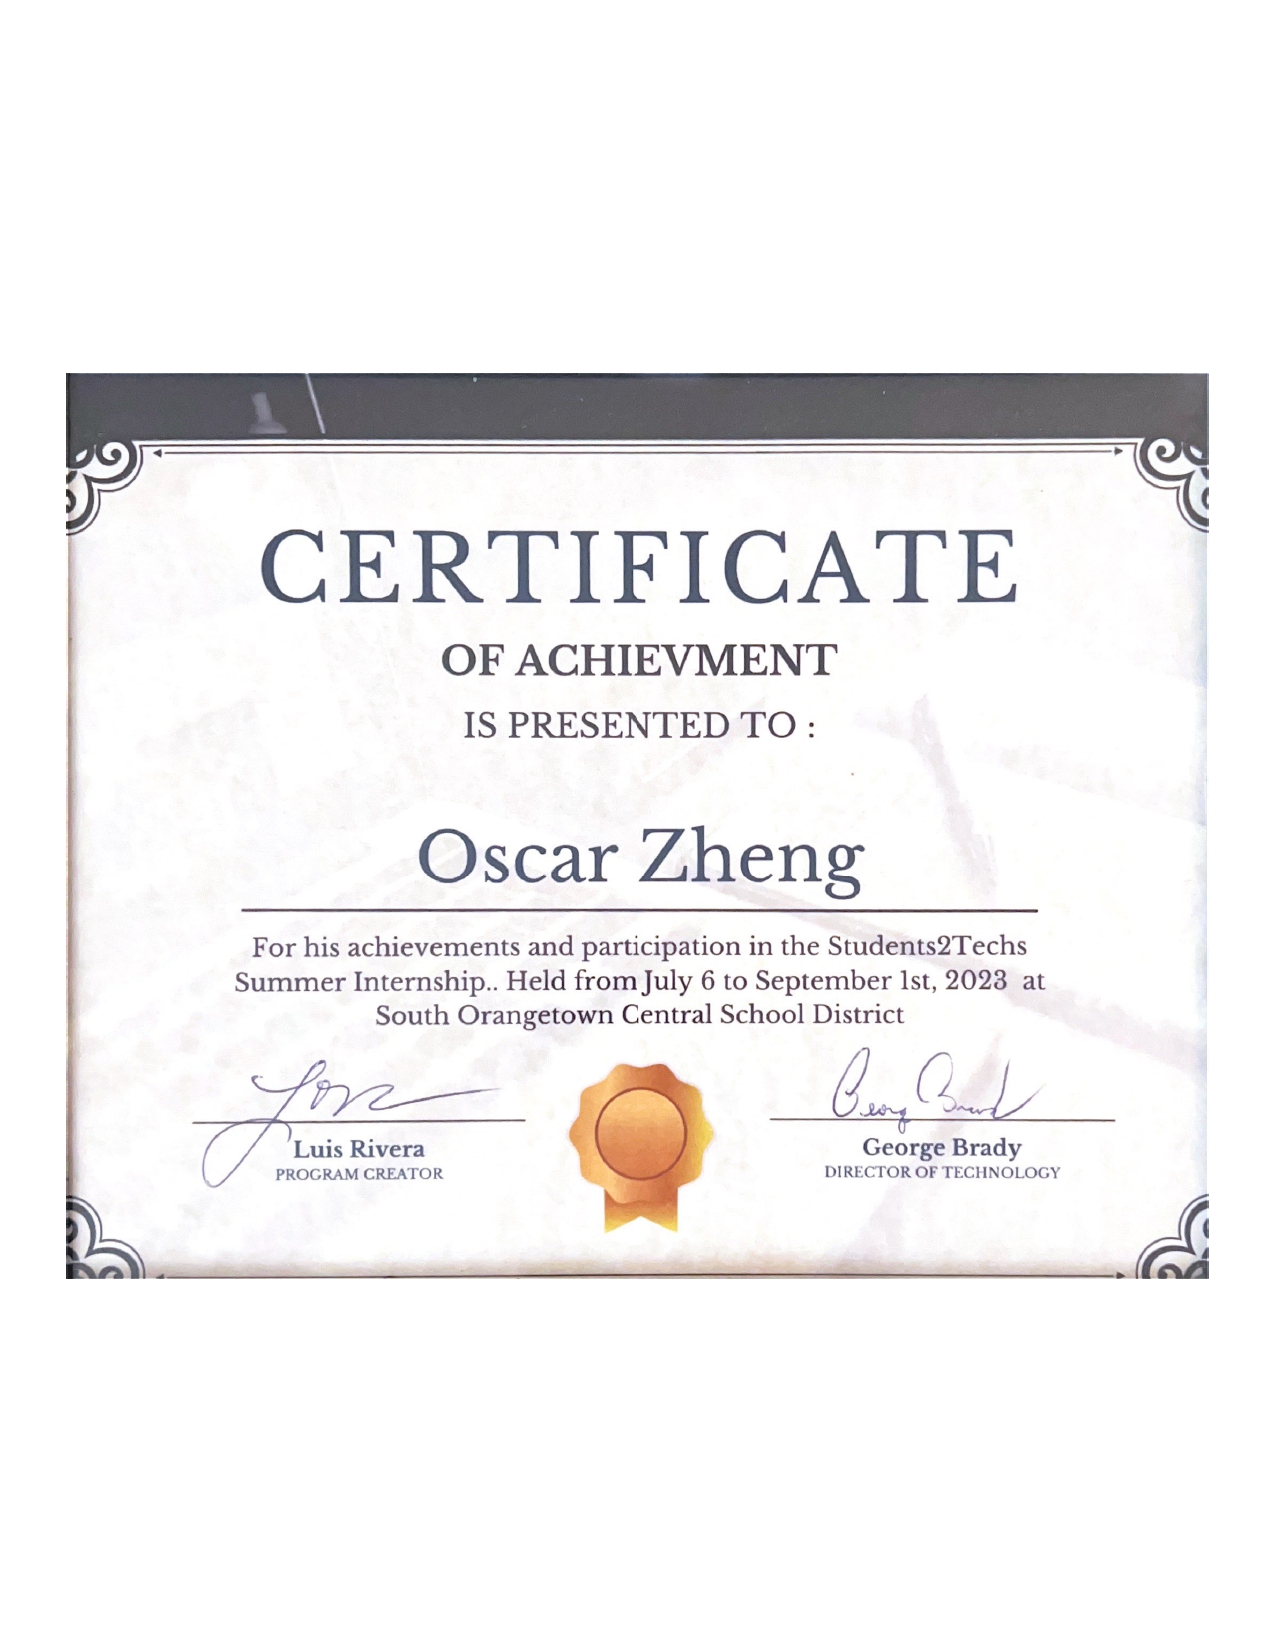 CERTIFICATE
OF ACHIEVMENT
IS PRESENTED TO :
Oscar Zheng
For his achievements and participation in the Students2Techs
Summer Internship.. Held from July 6 to September 1st, 2023 at
South Orangetown Central School District
Luis Rivera
PROGRAM CREATOR
George Brady
George Brady
DIRECTOR OF TECHNOLOGY